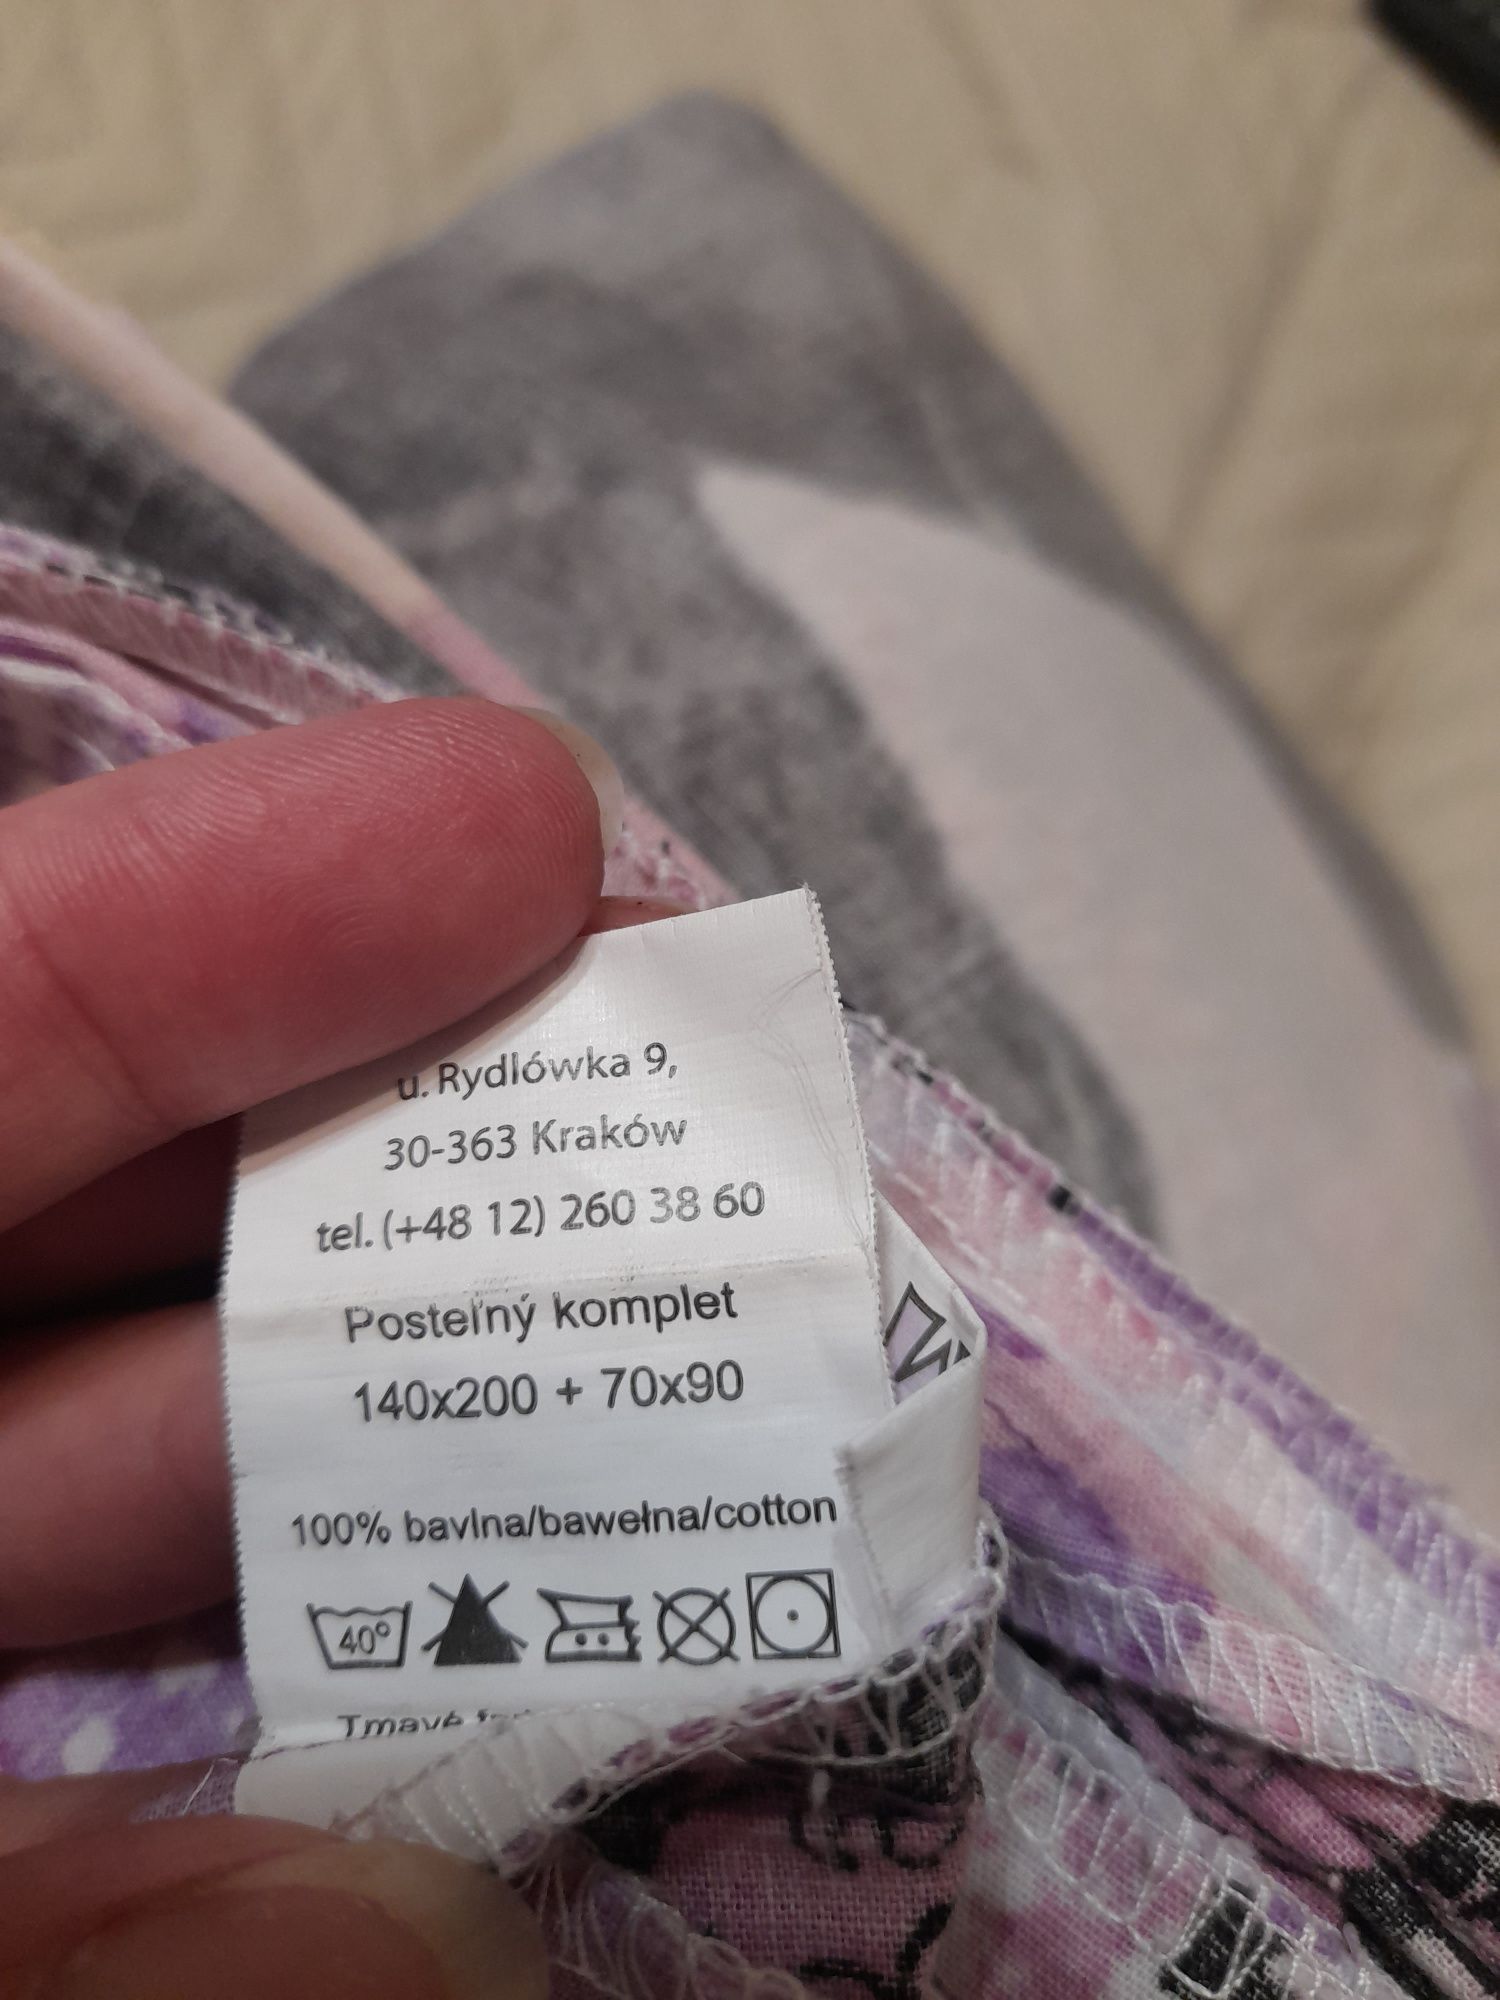 u. Rydlówka 9,
30-363 Kraków
tel. (+48 12) 260 38 60
Posteľný komplet
140x200 + 70x90
100% bavlna/bawełna/cotton
40°
Tmavé